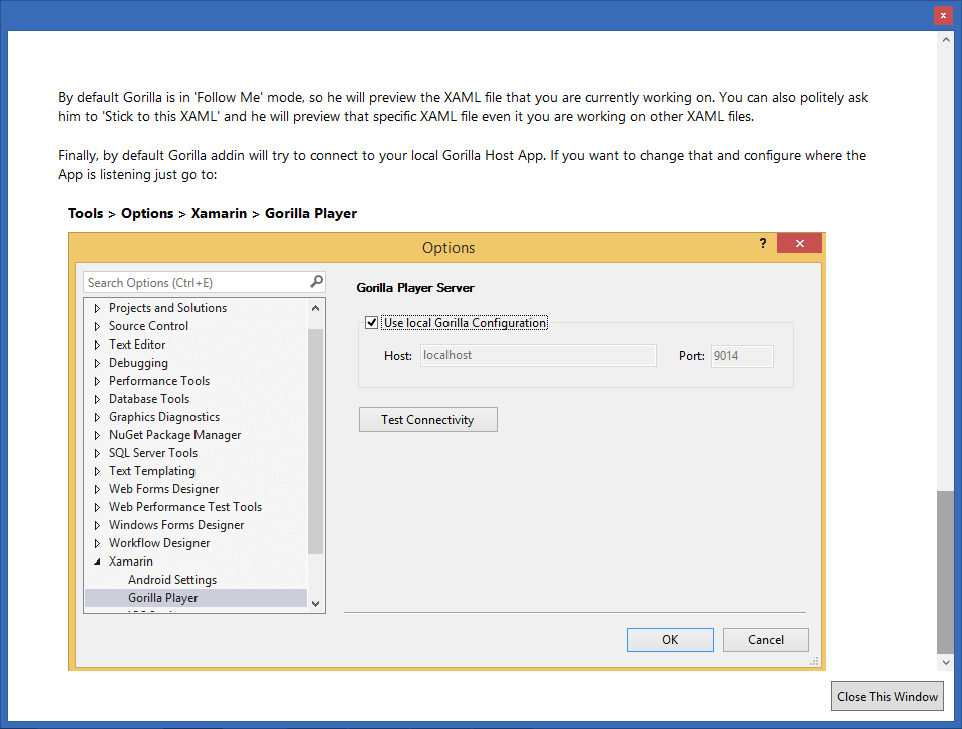 By default Gorilla is in 'Follow Me' mode, so he will preview the XAML file that you are currently working on. You can also politely ask
him to 'Stick to this XAML' and he will preview that specific XAML file even it you are working on other XAML files.
Finally, by default Gorilla addin will try to connect to your local Gorilla Host App. If you want to change that and configure where the
App is listening just go to:
Tools > Options > Xamarin > Gorilla Player
Options
?
Search Options (Ctrl+E)
Projects and Solutions
Source Control
Text Editor
Debugging
Performance Tools
Database Tools
Graphics Diagnostics
NuGet Package Manager
SQL Server Tools
Text Templating
Web Forms Designer
Web Performance Test Tools
Windows Forms Designer
Workflow Designer
Xamarin
Android Settings
Gorilla Player
Gorilla Player Server
Use local Gorilla Configuration
Host: localhost Port: 9014
Test Connectivity
OK Cancel
Close This Window